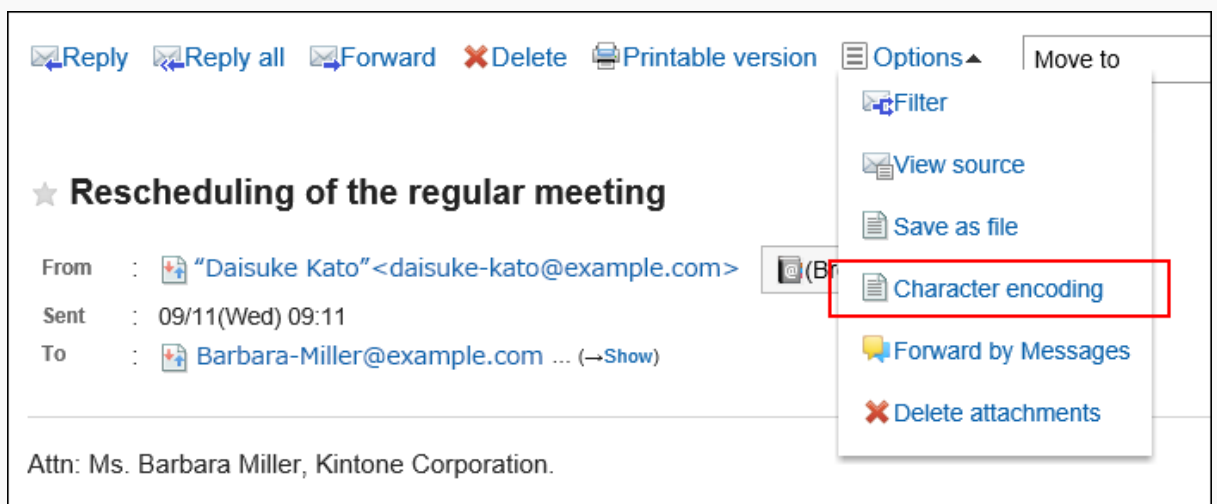 Reply Reply all Forward Delete Printable version Options▲ Move to
Filter
View source
★ Rescheduling of the regular meeting
Save as file
From : “Daisuke Kato”<daisuke-kato@example.com> @
Character encoding
Sent : 09/11(Wed) 09:11
To : Barbara-Miller@example.com ... (→Show)
Forward by Messages
Delete attachments
Attn: Ms. Barbara Miller, Kintone Corporation.